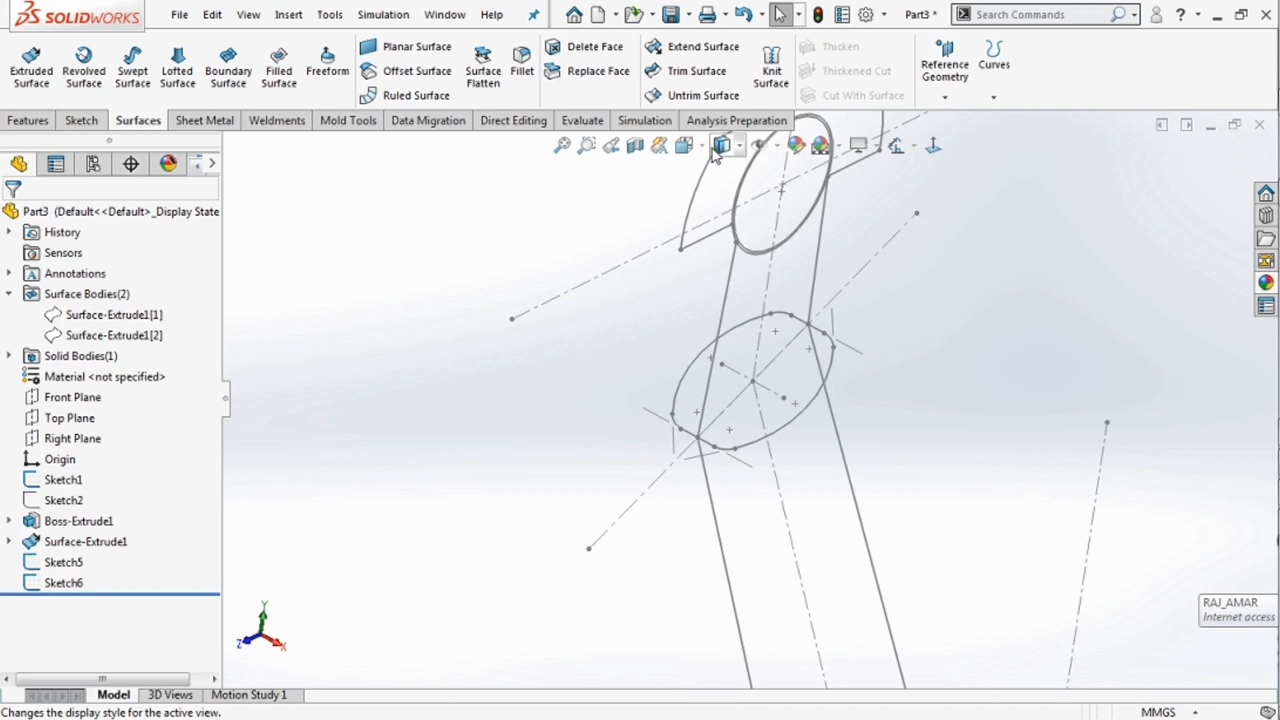 SOLIDWORKS
File Edit View Insert Tools Simulation Window Help
Part3 *
Search Commands
Extruded Surface
Revolved Surface
Swept Surface
Lofted Surface
Boundary Surface
Filled Surface
Freeform
Planar Surface
Offset Surface
Ruled Surface
Surface Flatten
Fillet
Delete Face
Replace Face
Extend Surface
Trim Surface
Untrim Surface
Knit Surface
Thicken
Thickened Cut
Cut With Surface
Reference Geometry
Curves
Features Sketch Surfaces Sheet Metal Weldments Mold Tools Data Migration Direct Editing Evaluate Simulation Analysis Preparation
Part3 (Default<<Default>_Display State
History
Sensors
Annotations
Surface Bodies(2)
Surface-Extrude1[1]
Surface-Extrude1[2]
Solid Bodies(1)
Material <not specified>
Front Plane
Top Plane
Right Plane
Origin
Sketch1
Sketch2
Boss-Extrude1
Surface-Extrude1
Sketch5
Sketch6
Y
Z
X
RAJ_AMAR
Internet access
Model 3D Views Motion Study 1
Changes the display style for the active view.
MMGS